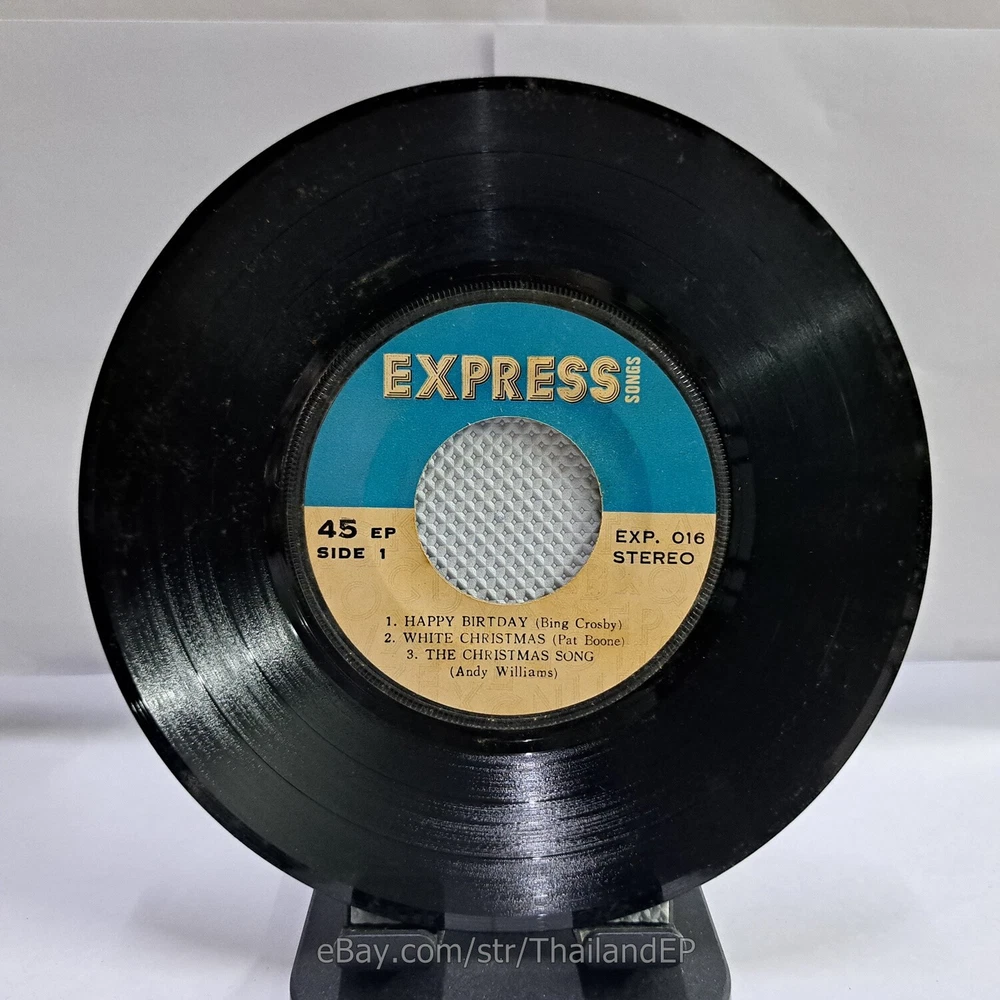 EXPRESS SONGS
45 EP
SIDE 1
EXP. 016
STEREO
1. HAPPY BIRTDAY (Bing Crosby)
2. WHITE CHRISTMAS (Pat Boone)
3. THE CHRISTMAS SONG
(Andy Williams)
eBay.com/str/ThailandEP